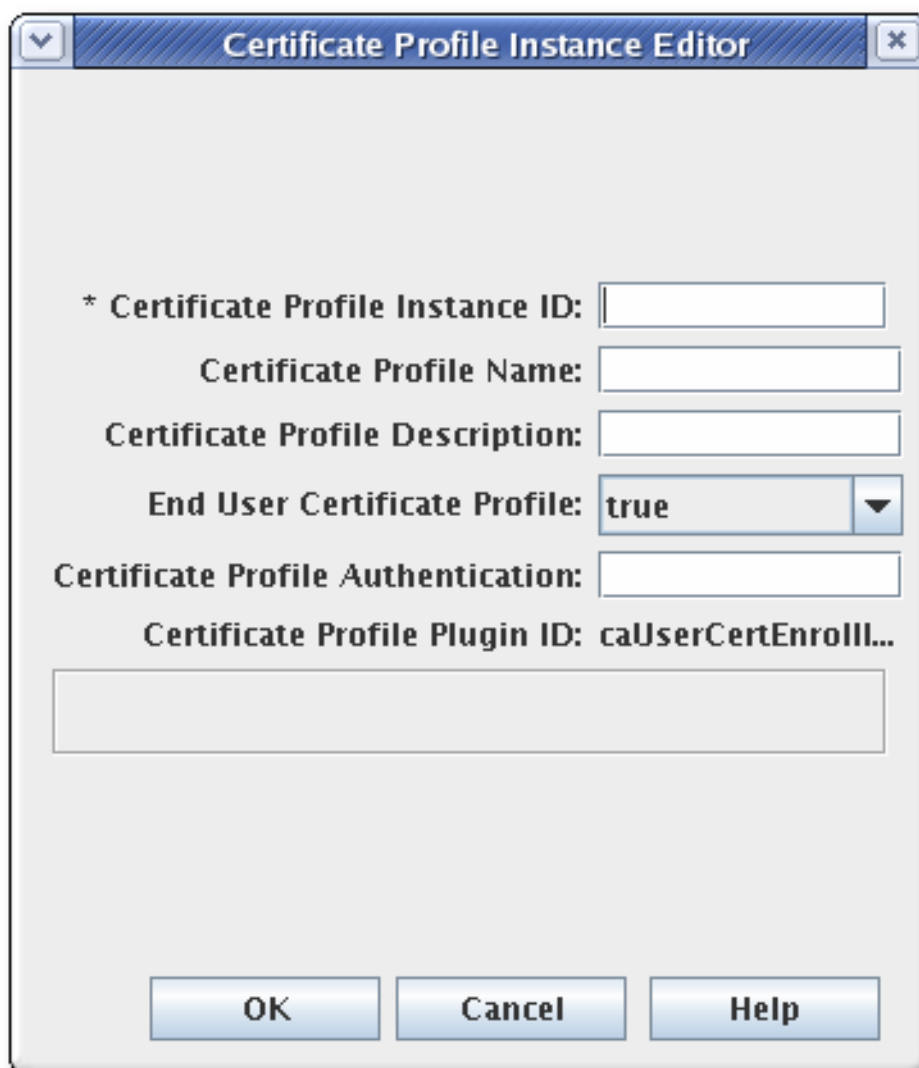 Certificate Profile Instance Editor
* Certificate Profile Instance ID:
Certificate Profile Name:
Certificate Profile Description:
End User Certificate Profile: true
Certificate Profile Authentication:
Certificate Profile Plugin ID: caUserCertEnrollI...
OK Cancel Help